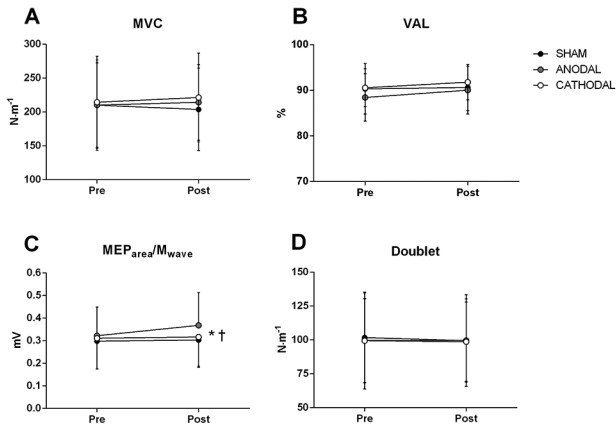 A
MVC
300
250
200
150
100
N·m-1
Pre
Post
B
VAL
100
90
80
70
%
Pre
Post
SHAM
ANODAL
CATHODAL
C
MEParea/Mwave
0.6
0.5
0.4
0.3
0.2
0.1
0.0
mV
*†
Pre
Post
D
Doublet
150
125
100
75
50
N·m-1
Pre
Post